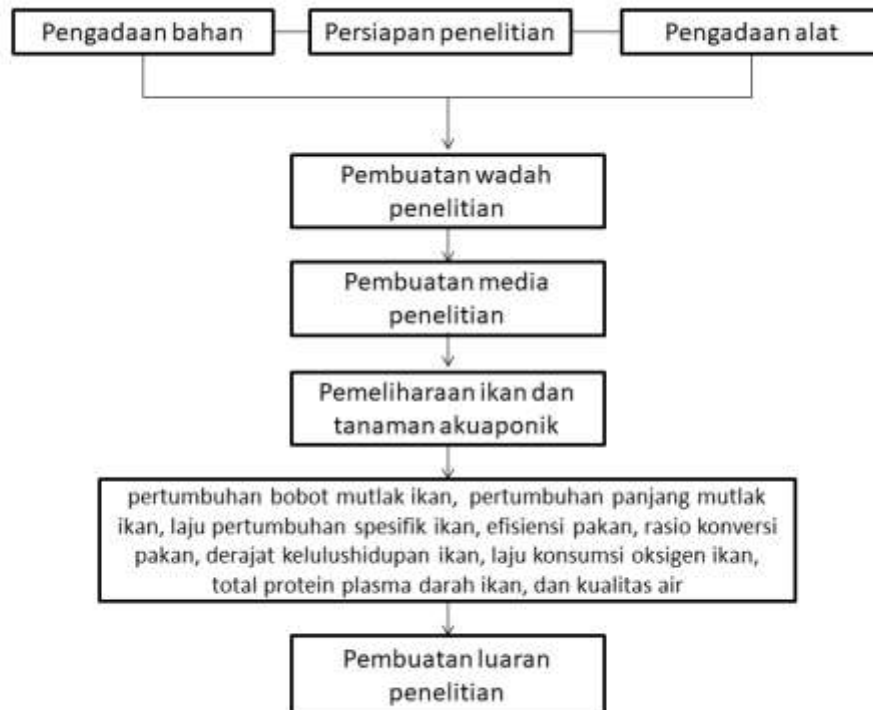 Pengadaan bahan
Persiapan penelitian
Pengadaan alat
Pembuatan wadah
penelitian
Pembuatan media
penelitian
Pemeliharaan ikan dan
tanaman akuaponik
pertumbuhan bobot mutlak ikan, pertumbuhan panjang mutlak
ikan, laju pertumbuhan spesifik ikan, efisiensi pakan, rasio konversi
pakan, derajat kelulushidupan ikan, laju konsumsi oksigen ikan,
total protein plasma darah ikan, dan kualitas air
Pembuatan luaran
penelitian